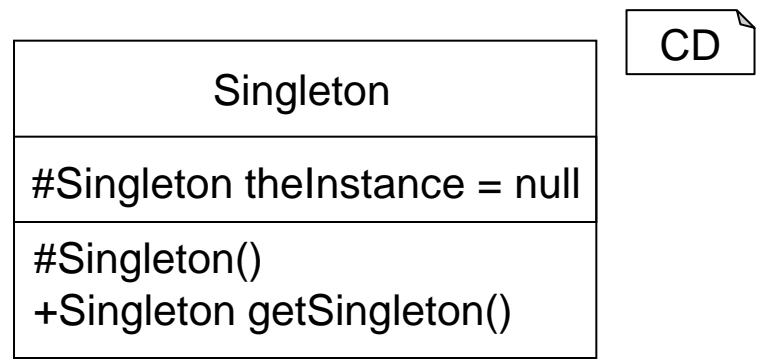 CD
Singleton
#Singleton theInstance = null
#Singleton()
+Singleton getSingleton()